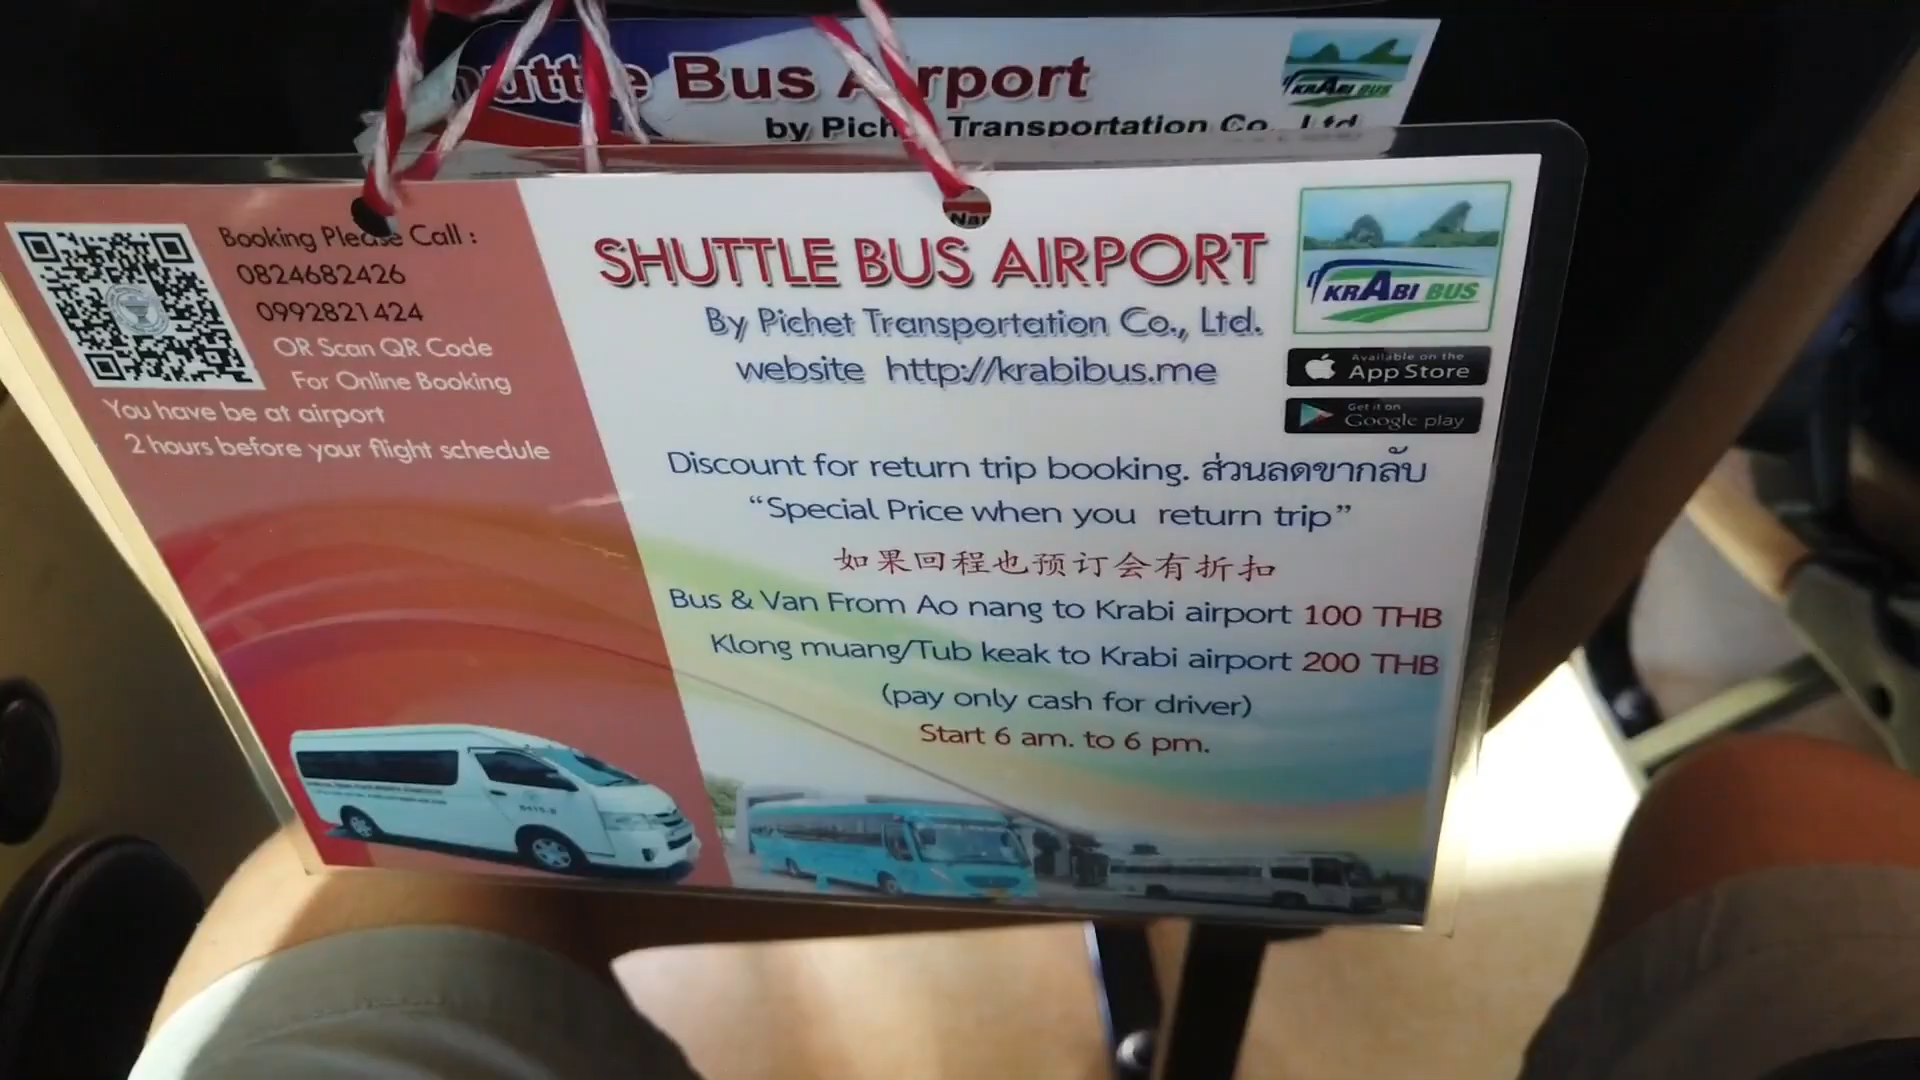 Bus Airport
by Pichet Transportation Co., Ltd.
KRABI BUS
Booking Please Call :
0824682426
0992821424
OR Scan QR Code
For Online Booking
You have be at airport
2 hours before your flight schedule
SHUTTLE BUS AIRPORT
By Pichet Transportation Co., Ltd.
website http://krabibus.me
KRABI BUS
Available on the
App Store
Get it on
Google play
Discount for return trip booking. ส่วนลดขากลับ
“Special Price when you return trip”
如果回程也预订会有折扣
Bus & Van From Ao nang to Krabi airport 100 THB
Klong muang/Tub keak to Krabi airport 200 THB
(pay only cash for driver)
Start 6 am. to 6 pm.